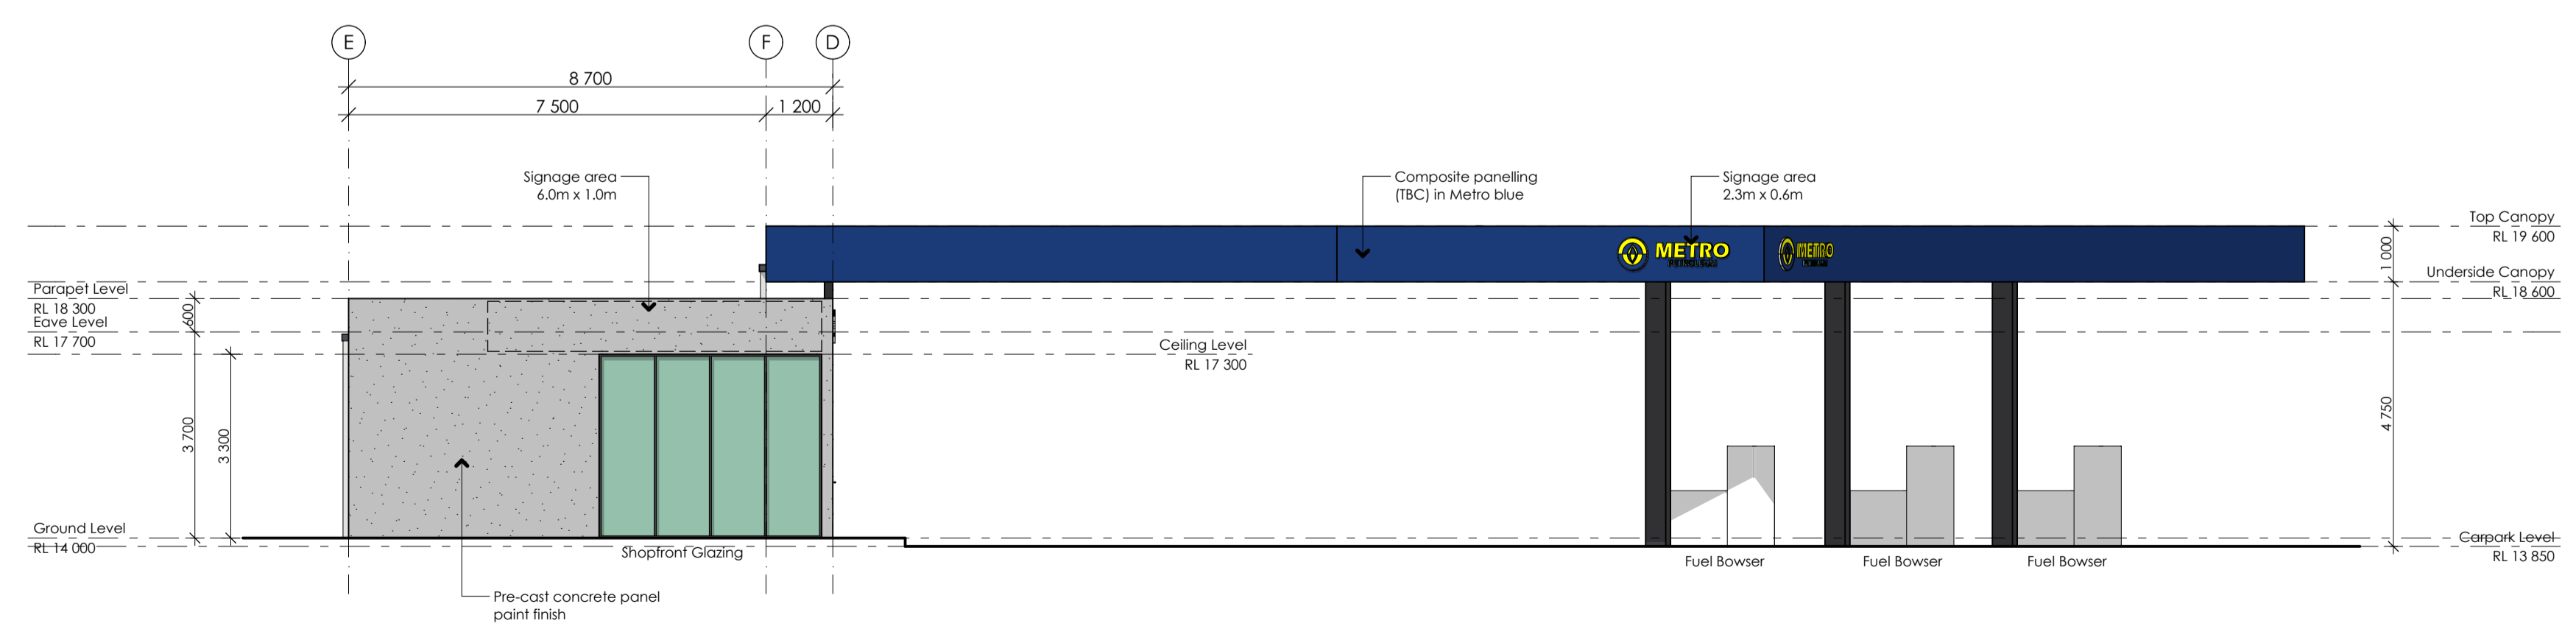 E
F
D
8 700
7 500
1 200
Signage area
6.0m x 1.0m
Composite panelling
(TBC) in Metro blue
Signage area
2.3m x 0.6m
Top Canopy
RL 19 600
1 000
METRO
METRO
Underside Canopy
RL 18 600
Parapet Level
RL 18 300
600
Eave Level
RL 17 700
Ceiling Level
RL 17 300
3 700
3 300
4 750
Ground Level
RL 14 000
Shopfront Glazing
Carpark Level
RL 13 850
Fuel Bowser
Fuel Bowser
Fuel Bowser
Pre-cast concrete panel
paint finish